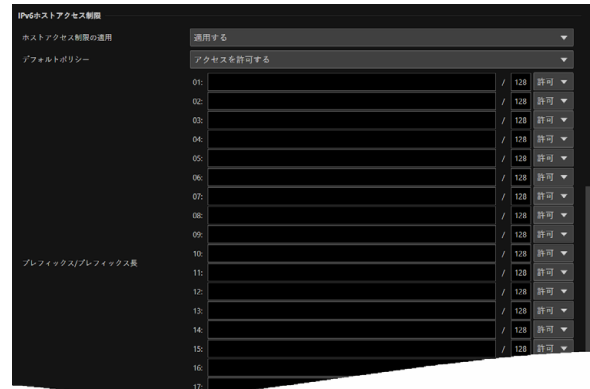 IPv6ホストアクセス制限
ホストアクセス制限の適用 適用する
デフォルトポリシー アクセスを許可する
01: / 128 許可
02: / 128 許可
03: / 128 許可
04: / 128 許可
05: / 128 許可
06: / 128 許可
07: / 128 許可
08: / 128 許可
09: / 128 許可
プレフィックス/プレフィックス長
10: / 128 許可
11: / 128 許可
12: / 128 許可
13: / 128 許可
14: / 128 許可
15: / 128 許可
16:
17: